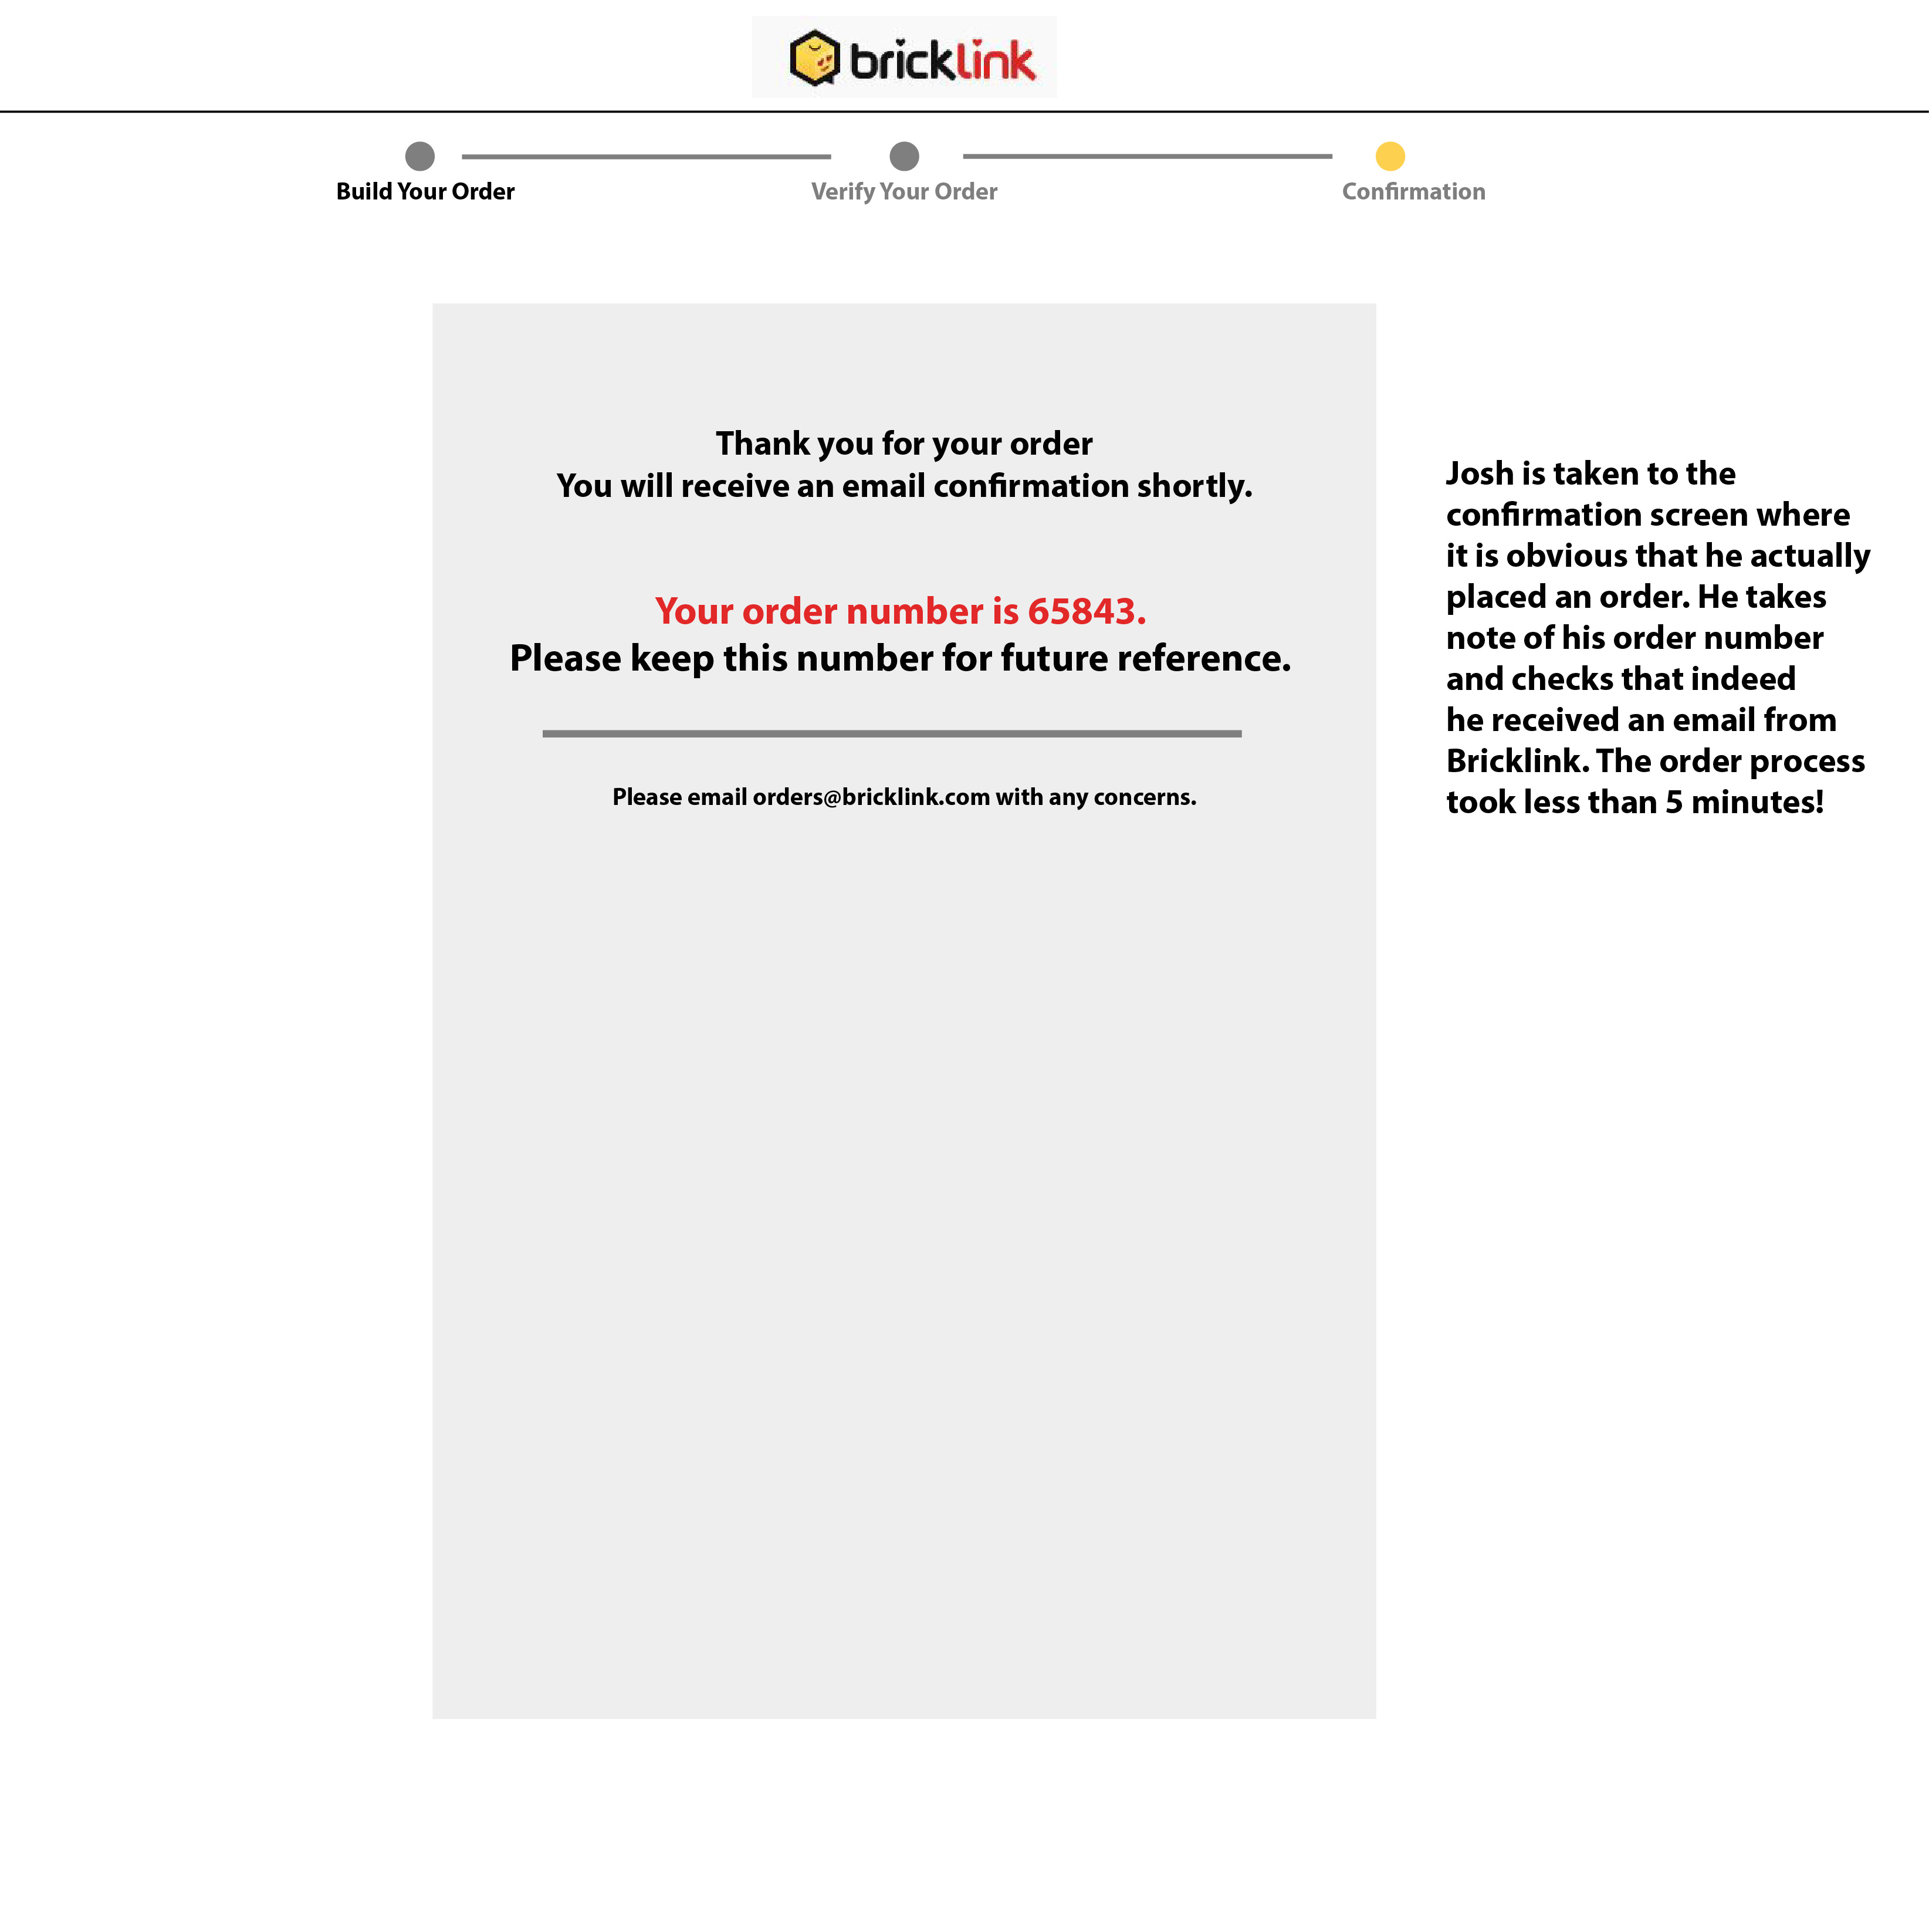 bricklink
Build Your Order
Verify Your Order
Confirmation
Thank you for your order
You will receive an email confirmation shortly.
Your order number is 65843.
Please keep this number for future reference.
Please email orders@bricklink.com with any concerns.
Josh is taken to the
confirmation screen where
it is obvious that he actually
placed an order. He takes
note of his order number
and checks that indeed
he received an email from
Bricklink. The order process
took less than 5 minutes!